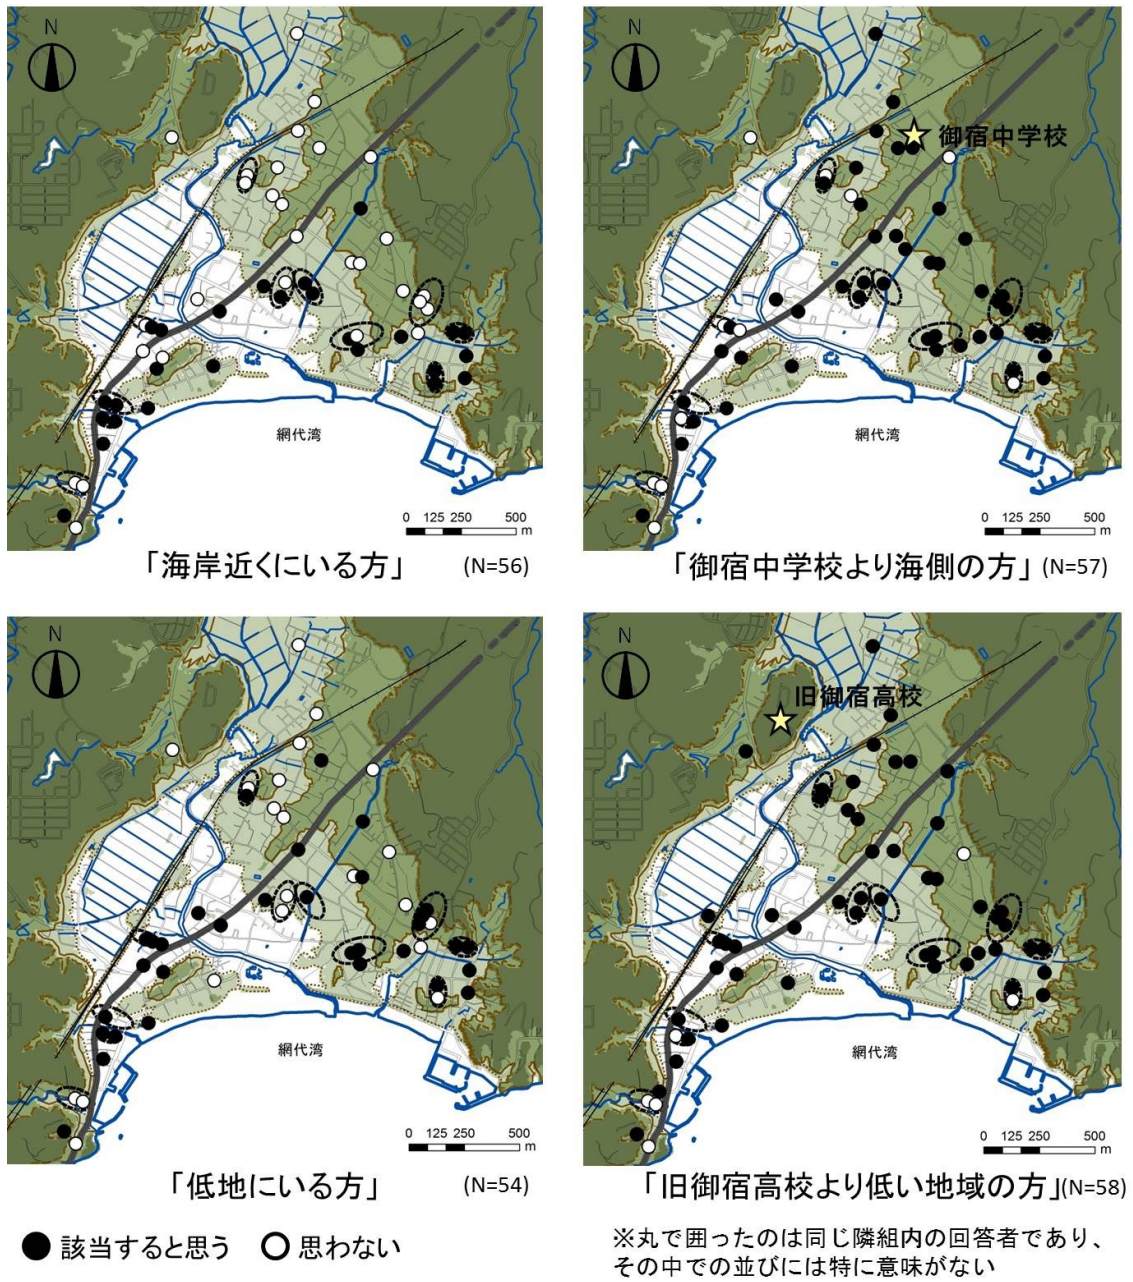 N
網代湾
0 125 250 500
m
「海岸近くにいる方」 (N=56)
N
御宿中学校
網代湾
0 125 250 500
m
「御宿中学校より海側の方」 (N=57)
N
網代湾
0 125 250 500
m
「低地にいる方」 (N=54)
N
旧御宿高校
網代湾
0 125 250 500
m
「旧御宿高校より低い地域の方」(N=58)
● 該当すると思う ○ 思わない
※丸で囲ったのは同じ隣組内の回答者であり、
その中での並びには特に意味がない